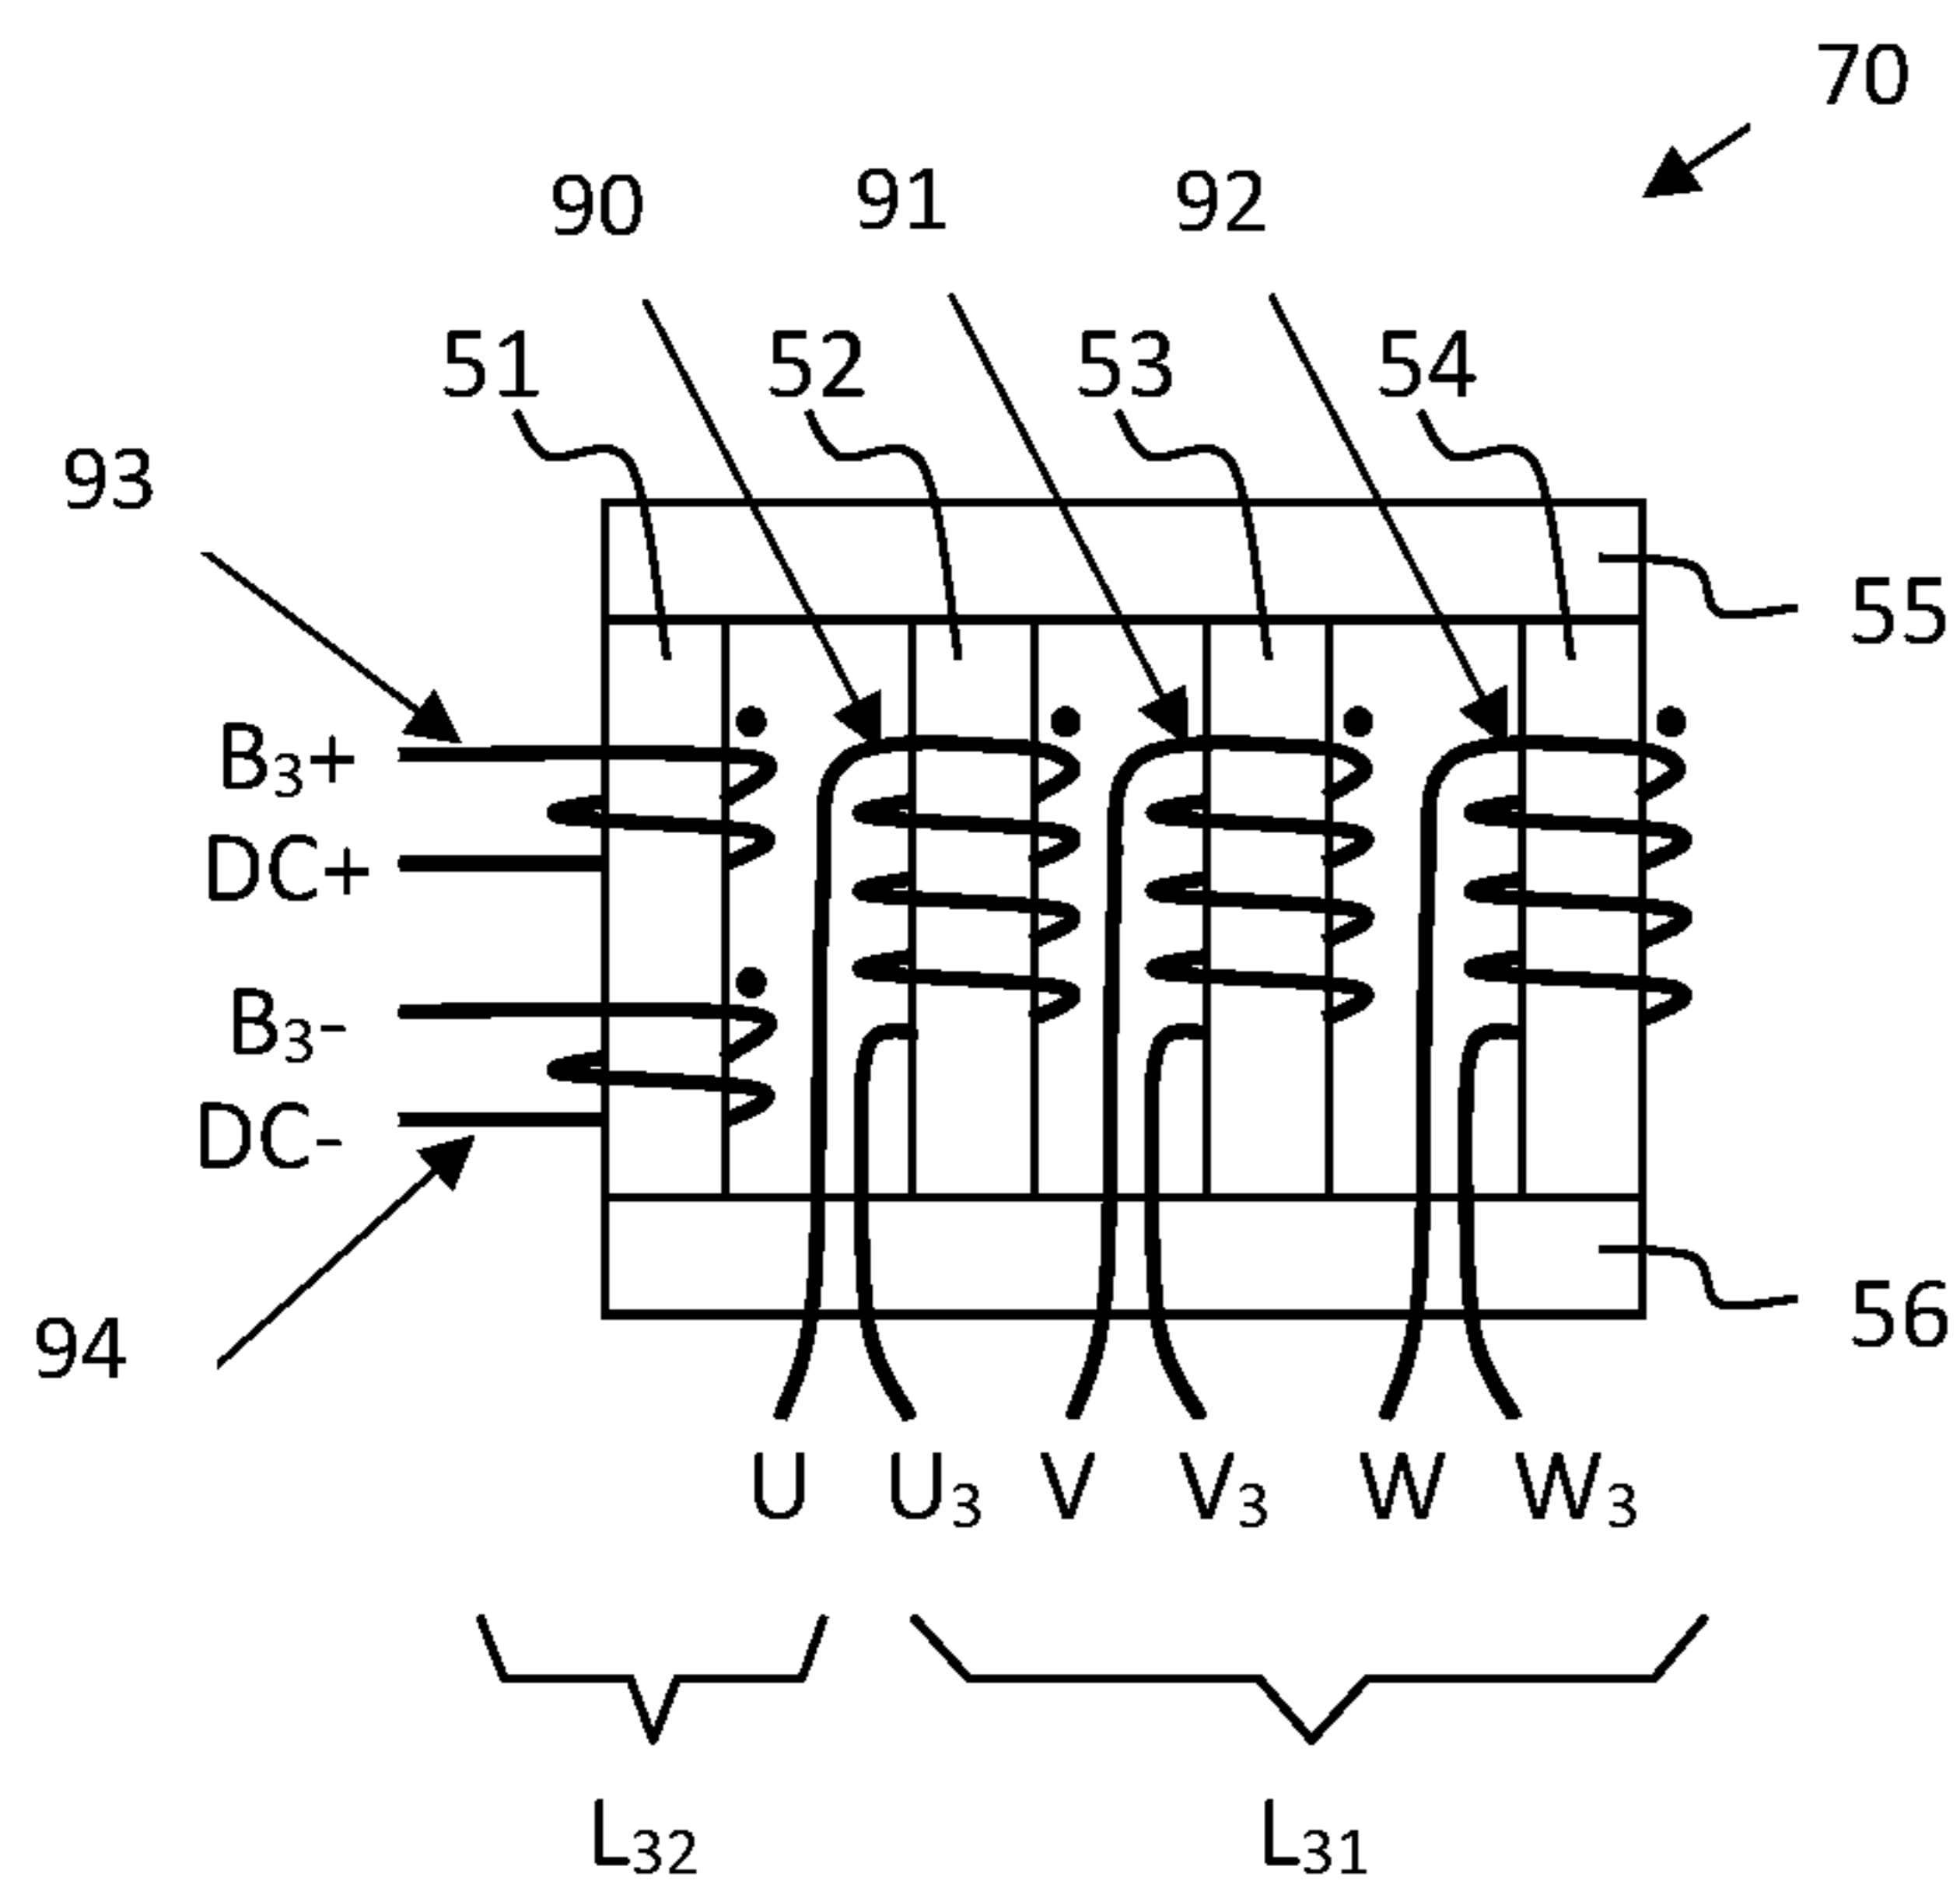 70
90 91 92
51 52 53 54
93
55
B₃+
DC+
B₃-
DC-
94
56
U U₃ V V₃ W W₃
L₃₂ L₃₁